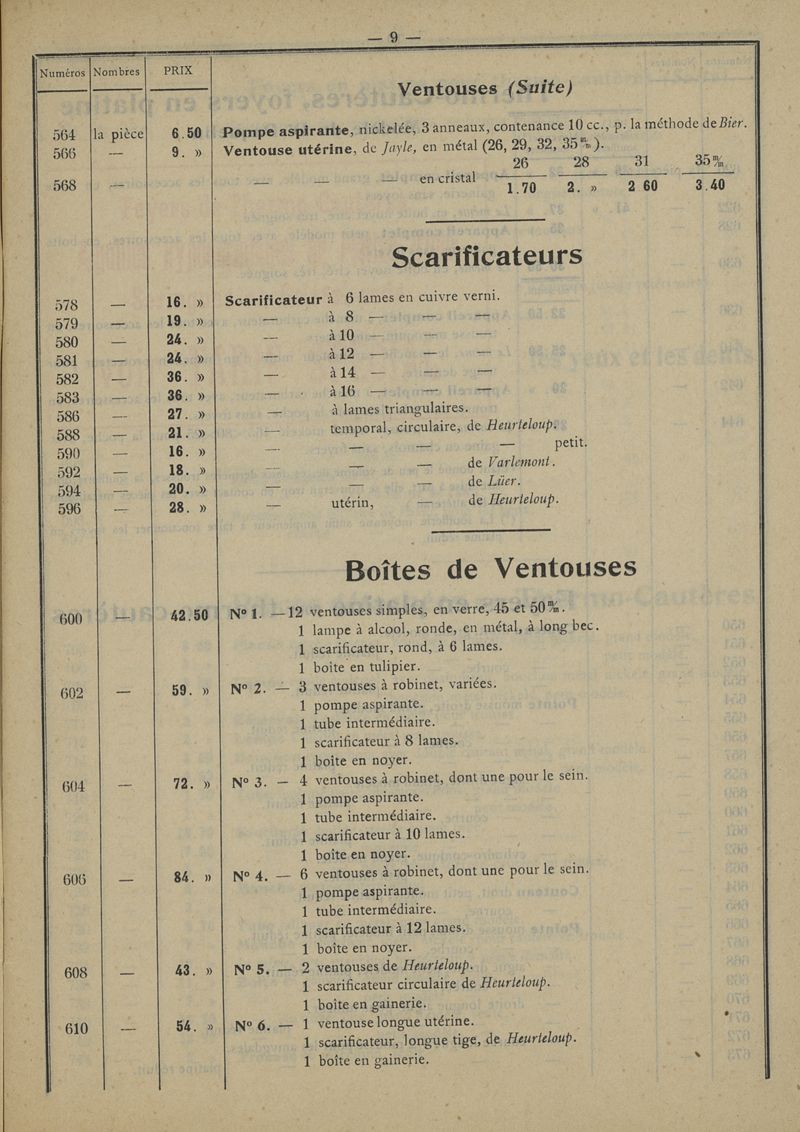 — 9 —
Numéros Nombres PRIX
Ventouses (Suite)
564 la pièce 6.50 Pompe aspirante, nickelée, 3 anneaux, contenance 10 cc., p. la méthode de Bier.
566 — 9. » Ventouse utérine, de Jayle, en métal (26, 29, 32, 35 m/m).
26 28 31 35 m/m
568 — — — — en cristal 1.70 2. » 2 60 3.40
Scarificateurs
578 — 16. » Scarificateur à 6 lames en cuivre verni.
579 — 19. » — à 8 — — —
580 — 24. » — à 10 — — —
581 — 24. » — à 12 — — —
582 — 36. » — à 14 — — —
583 — 36. » — à 16 — — —
586 — 27. » — à lames triangulaires.
588 — 21. » — temporal, circulaire, de Heurteloup.
590 — 16. » — — — — petit.
592 — 18. » — — — de Varlemont.
594 — 20. » — — — de Lüer.
596 — 28. » — utérin, — de Heurteloup.
Boîtes de Ventouses
600 — 42.50 N° 1. — 12 ventouses simples, en verre, 45 et 50 m/m.
1 lampe à alcool, ronde, en métal, à long bec.
1 scarificateur, rond, à 6 lames.
1 boîte en tulipier.
602 — 59. » N° 2. — 3 ventouses à robinet, variées.
1 pompe aspirante.
1 tube intermédiaire.
1 scarificateur à 8 lames.
1 boîte en noyer.
604 — 72. » N° 3. — 4 ventouses à robinet, dont une pour le sein.
1 pompe aspirante.
1 tube intermédiaire.
1 scarificateur à 10 lames.
1 boîte en noyer.
606 — 84. » N° 4. — 6 ventouses à robinet, dont une pour le sein.
1 pompe aspirante.
1 tube intermédiaire.
1 scarificateur à 12 lames.
1 boîte en noyer.
608 — 43. » N° 5. — 2 ventouses de Heurteloup.
1 scarificateur circulaire de Heurteloup.
1 boîte en gainerie.
610 — 54. » N° 6. — 1 ventouse longue utérine.
1 scarificateur, longue tige, de Heurteloup.
1 boîte en gainerie.